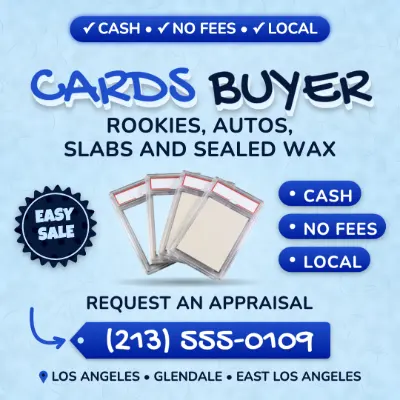 ✓ CASH • ✓ NO FEES • ✓ LOCAL
CARDS BUYER
ROOKIES, AUTOS,
SLABS AND SEALED WAX
EASY
SALE
• CASH
• NO FEES
• LOCAL
REQUEST AN APPRAISAL
(213) 555-0109
LOS ANGELES • GLENDALE • EAST LOS ANGELES